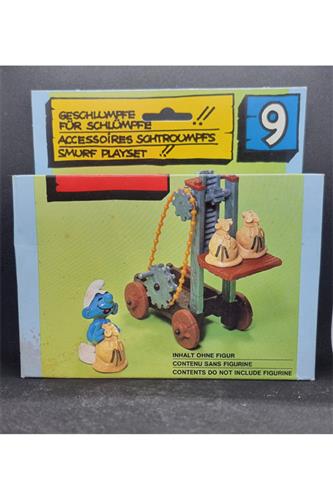 GESCHLUMPFE
FÜR SCHLÜMPFE !!
ACCESSOIRES SCHTROUMPFS
SMURF PLAYSET !!
9
INHALT OHNE FIGUR
CONTENU SANS FIGURINE
CONTENTS DO NOT INCLUDE FIGURINE